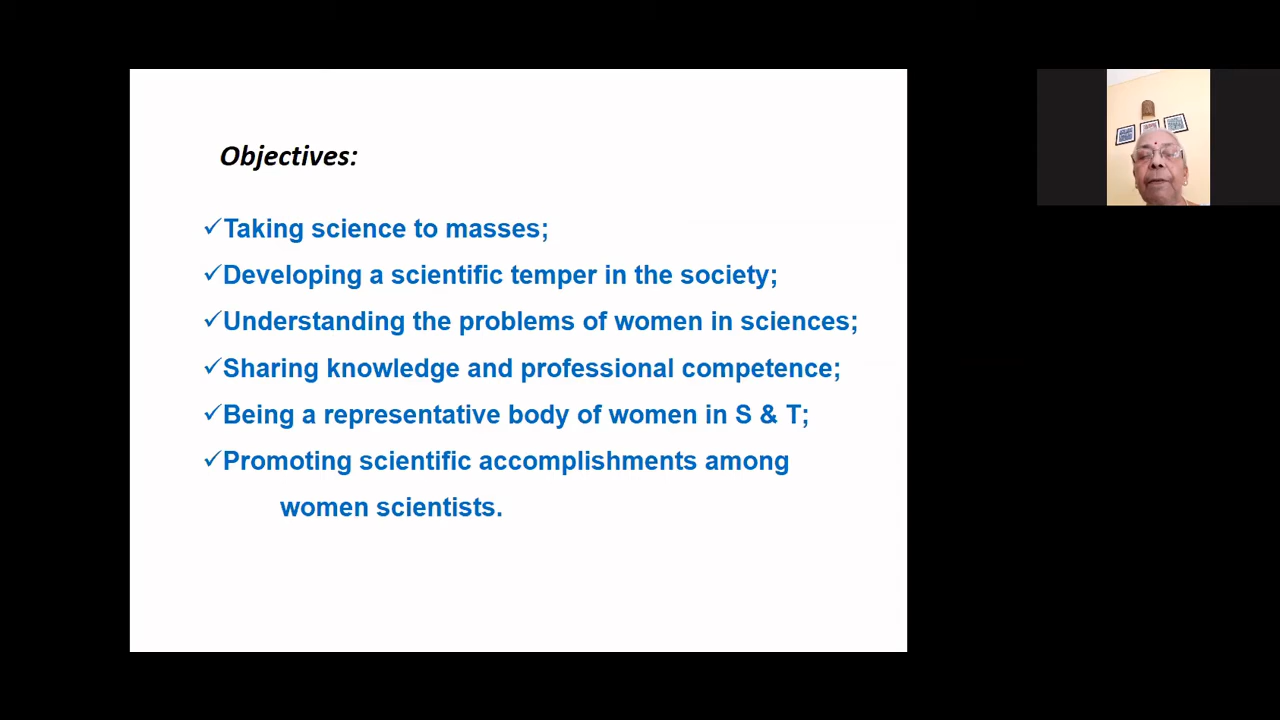 Objectives:
✓Taking science to masses;
✓Developing a scientific temper in the society;
✓Understanding the problems of women in sciences;
✓Sharing knowledge and professional competence;
✓Being a representative body of women in S & T;
✓Promoting scientific accomplishments among
women scientists.